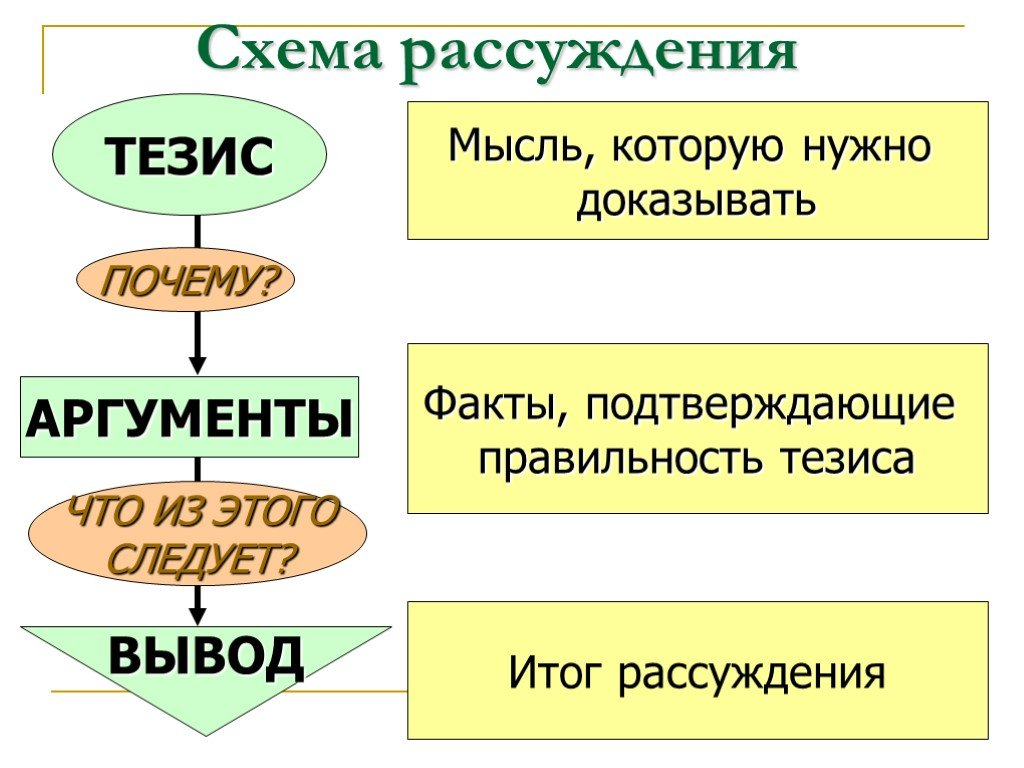 Схема рассуждения
ТЕЗИС
Мысль, которую нужно
доказывать
ПОЧЕМУ?
АРГУМЕНТЫ
Факты, подтверждающие
правильность тезиса
ЧТО ИЗ ЭТОГО
СЛЕДУЕТ?
ВЫВОД
Итог рассуждения